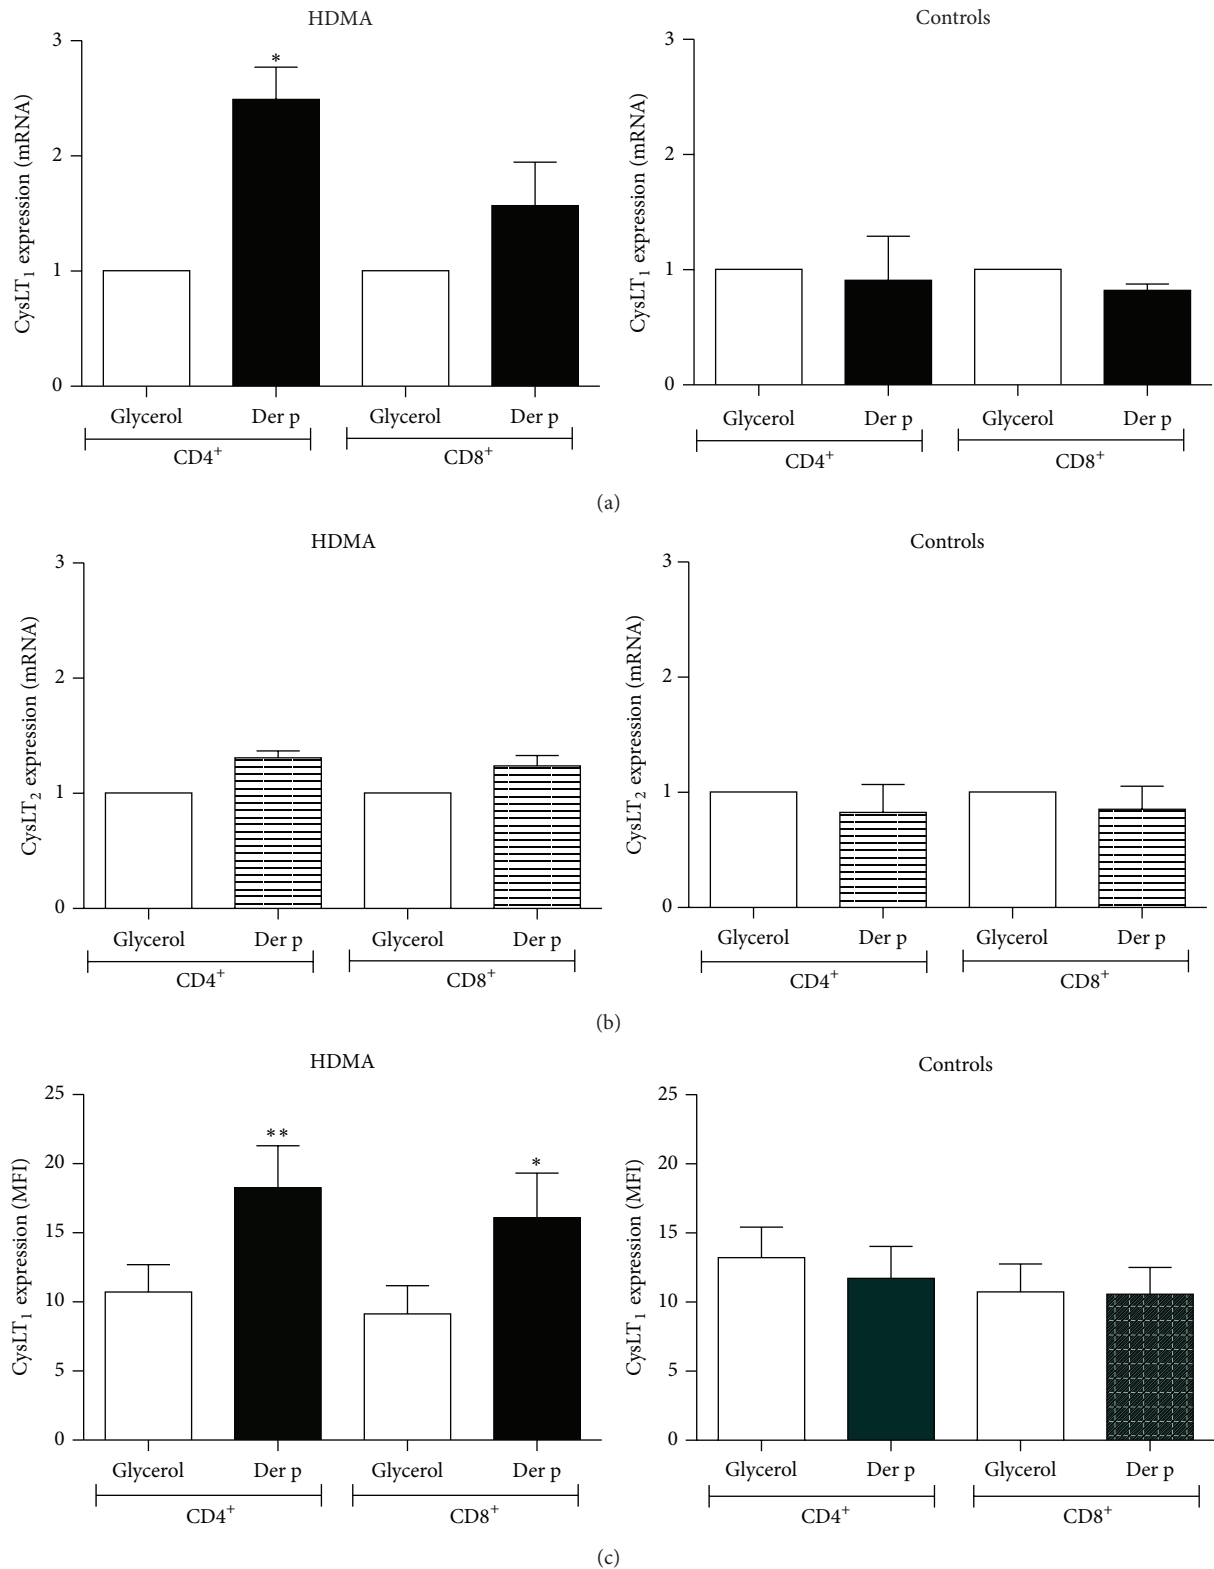 HDMA
Controls
CysLT1 expression (mRNA)
3
2
1
0
*
Glycerol Der p Glycerol Der p
CD4+ CD8+
CysLT1 expression (mRNA)
3
2
1
0
Glycerol Der p Glycerol Der p
CD4+ CD8+
(a)
HDMA
Controls
CysLT2 expression (mRNA)
3
2
1
0
Glycerol Der p Glycerol Der p
CD4+ CD8+
CysLT2 expression (mRNA)
3
2
1
0
Glycerol Der p Glycerol Der p
CD4+ CD8+
(b)
HDMA
Controls
CysLT1 expression (MFI)
25
20
15
10
5
0
**
*
Glycerol Der p Glycerol Der p
CD4+ CD8+
CysLT1 expression (MFI)
25
20
15
10
5
0
Glycerol Der p Glycerol Der p
CD4+ CD8+
(c)